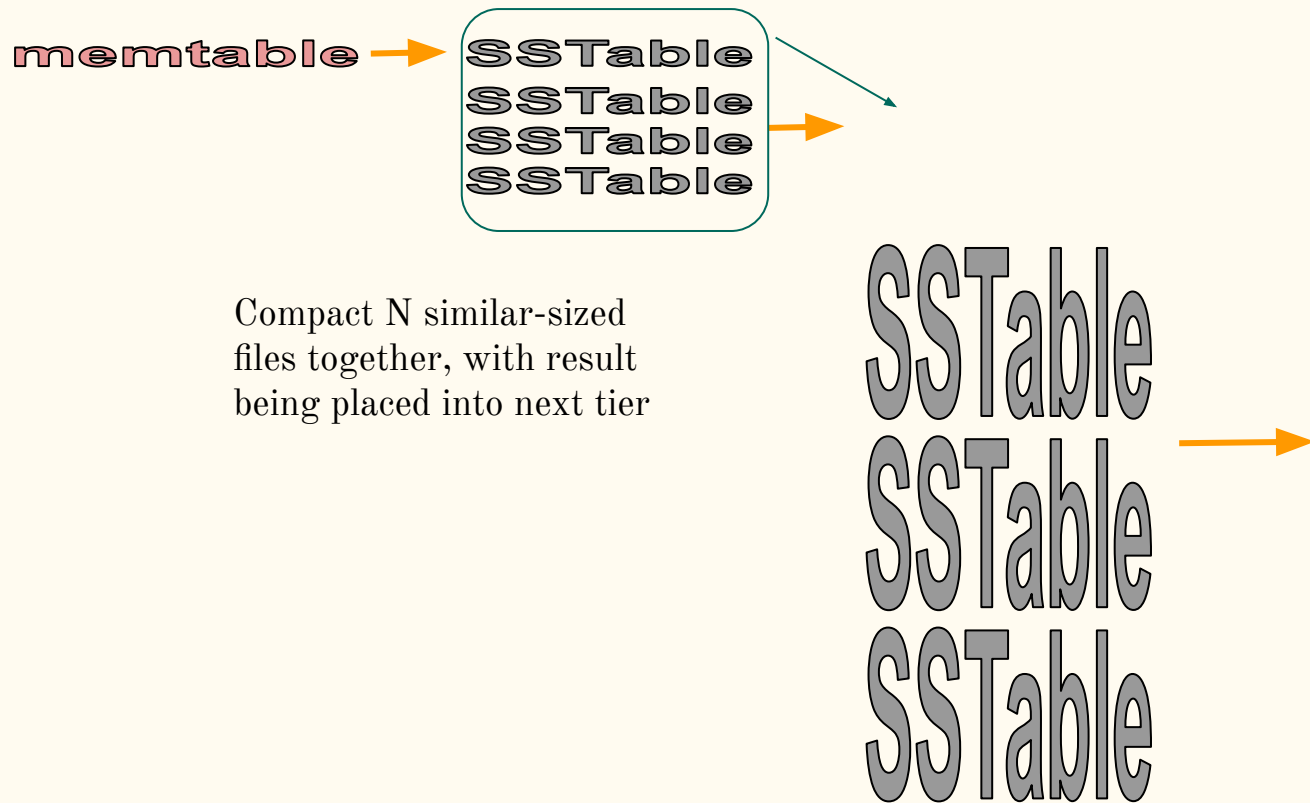 memtable
SSTable
SSTable
SSTable
SSTable
Compact N similar-sized
files together, with result
being placed into next tier
SSTable
SSTable
SSTable